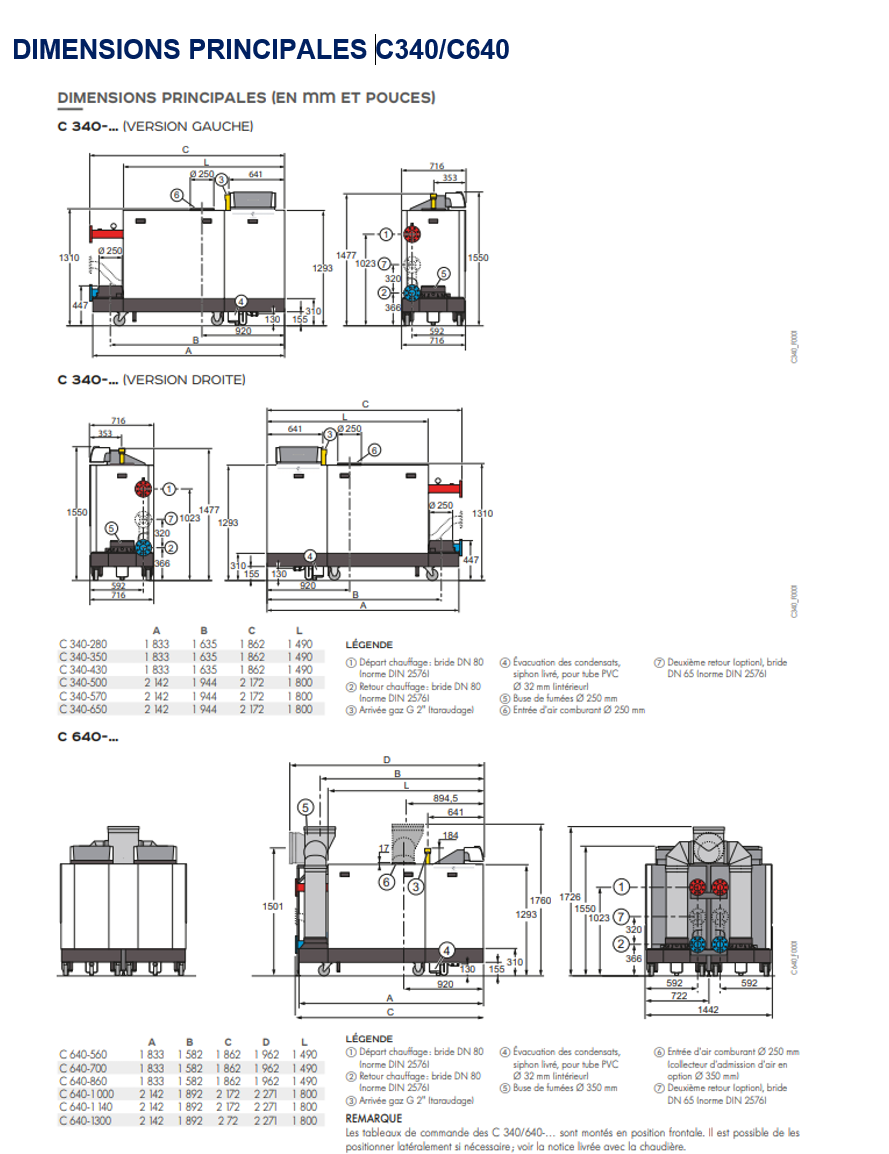 DIMENSIONS PRINCIPALES C340/C640
DIMENSIONS PRINCIPALES (EN mm ET POUCES)
C 340-... (VERSION GAUCHE)
C
L
Ø 250
3
641
6
1310
Ø 250
447
1293
4
310
130
155
920
B
A
716
353
1477
1023
1
7
320
2
366
5
1550
592
716
C340_F0001
C 340-... (VERSION DROITE)
716
353
1550
5
1
1477
1023
7
320
2
366
592
716
C
L
641
3
Ø 250
6
1293
Ø 250
1310
447
310
155
130
4
920
B
A
C340_F0001
A B C L
C 340-280 1 833 1 635 1 862 1 490
C 340-350 1 833 1 635 1 862 1 490
C 340-430 1 833 1 635 1 862 1 490
C 340-500 2 142 1 944 2 172 1 800
C 340-570 2 142 1 944 2 172 1 800
C 340-650 2 142 1 944 2 172 1 800
LÉGENDE
1 Départ chauffage: bride DN 80
(norme DIN 2576)
2 Retour chauffage: bride DN 80
(norme DIN 2576)
3 Arrivée gaz G 2" (taraudage)
4 Évacuation des condensats,
siphon livré, pour tube PVC
Ø 32 mm (intérieur)
5 Buse de fumées Ø 250 mm
6 Entrée d'air comburant Ø 250 mm
7 Deuxième retour (option), bride
DN 65 (norme DIN 2576)
C 640-...
D
B
L
894,5
641
5
17
184
6
3
1501
1293
1760
4
310
130
155
920
A
C
1726
1550
1023
1
7
320
2
366
592
592
722
1442
C 640_F0001
A B C D L
C 640-560 1 833 1 582 1 862 1 962 1 490
C 640-700 1 833 1 582 1 862 1 962 1 490
C 640-860 1 833 1 582 1 862 1 962 1 490
C 640-1 000 2 142 1 892 2 172 2 271 1 800
C 640-1 140 2 142 1 892 2 172 2 271 1 800
C 640-1300 2 142 1 892 2 72 2 271 1 800
LÉGENDE
1 Départ chauffage: bride DN 80
(norme DIN 2576)
2 Retour chauffage: bride DN 80
(norme DIN 2576)
3 Arrivée gaz G 2" (taraudage)
4 Évacuation des condensats,
siphon livré, pour tube PVC
Ø 32 mm (intérieur)
5 Buse de fumées Ø 350 mm
6 Entrée d'air comburant Ø 250 mm
(collecteur d'admission d'air en
option Ø 350 mm)
7 Deuxième retour (option), bride
DN 65 (norme DIN 2576)
REMARQUE
Les tableaux de commande des C 340/640-... sont montés en position frontale. Il est possible de les
positionner latéralement si nécessaire; voir la notice livrée avec la chaudière.